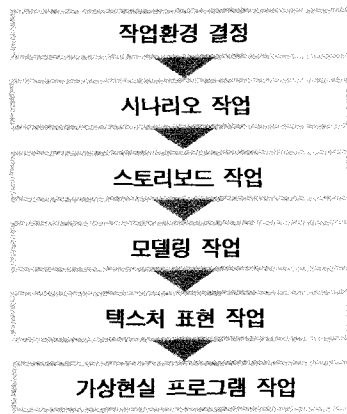 작업환경 결정
시나리오 작업
스토리보드 작업
모델링 작업
텍스처 표현 작업
가상현실 프로그램 작업